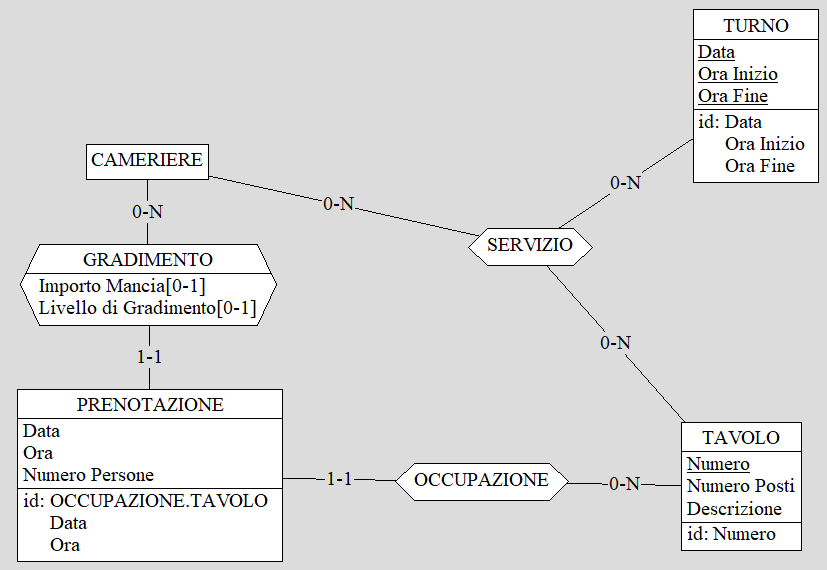 TURNO
Data
Ora Inizio
Ora Fine
id: Data
Ora Inizio
Ora Fine
CAMERIERE
0-N
0-N
0-N
SERVIZIO
GRADIMENTO
Importo Mancia[0-1]
Livello di Gradimento[0-1]
0-N
1-1
PRENOTAZIONE
Data
Ora
Numero Persone
id: OCCUPAZIONE.TAVOLO
Data
Ora
1-1
OCCUPAZIONE
0-N
TAVOLO
Numero
Numero Posti
Descrizione
id: Numero